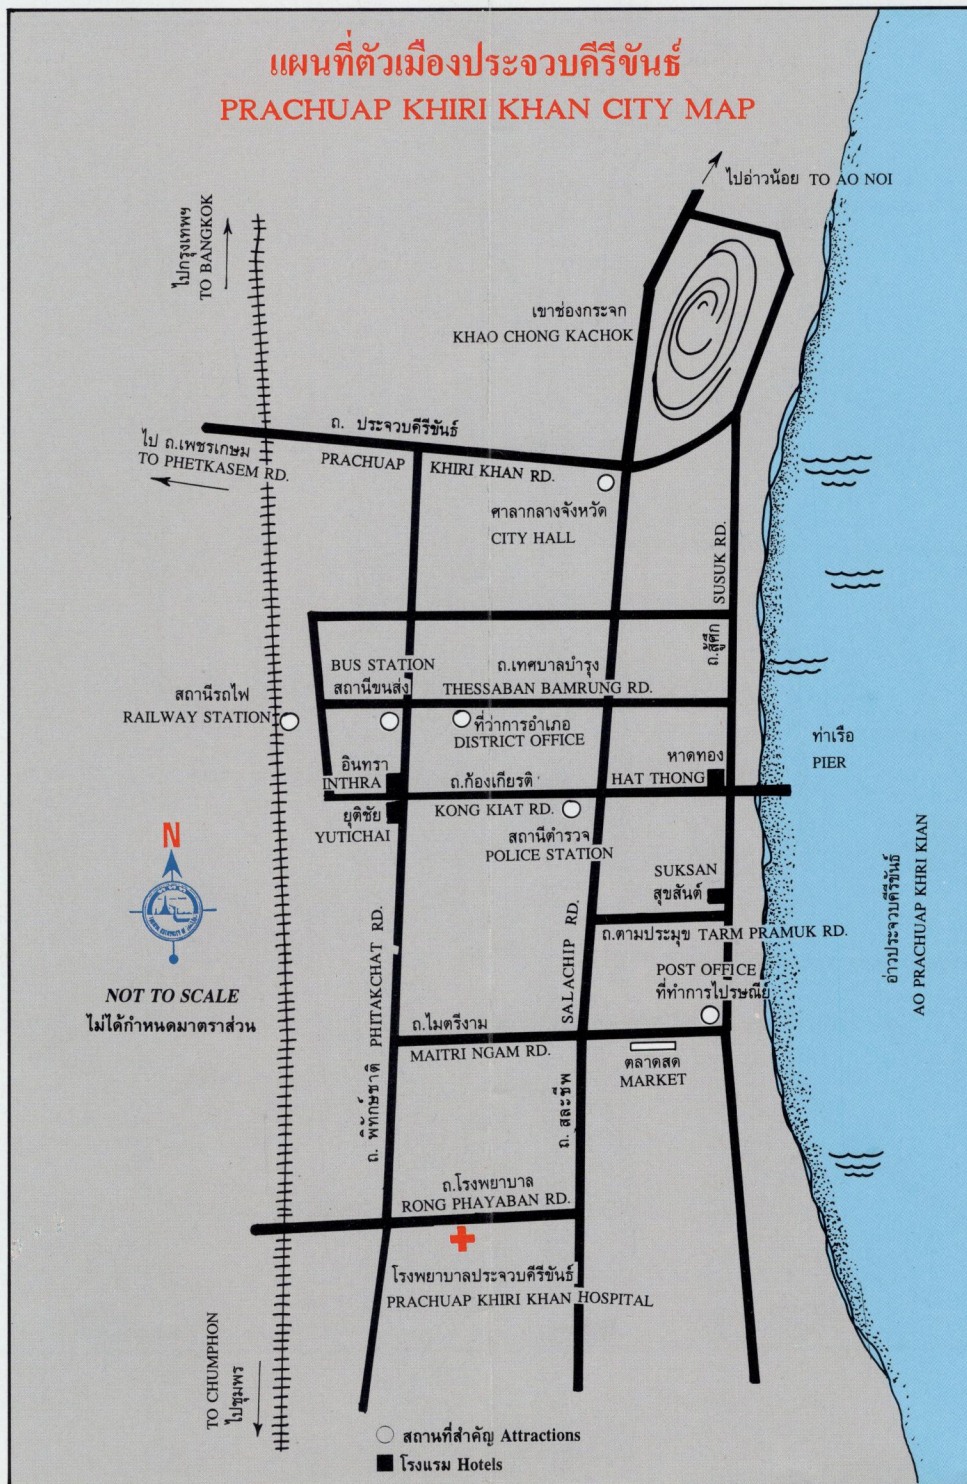 แผนที่ตัวเมืองประจวบคีรีขันธ์
PRACHUAP KHIRI KHAN CITY MAP
ไปอ่าวน้อย TO AO NOI
ไปกรุงเทพฯ
TO BANGKOK
เขาช่องกระจก
KHAO CHONG KACHOK
ถ. ประจวบคีรีขันธ์
PRACHUAP KHIRI KHAN RD.
ไป ถ.เพชรเกษม
TO PHETKASEM RD.
ศาลากลางจังหวัด
CITY HALL
SUSUK RD.
ถ.สู้ศึก
BUS STATION
สถานีขนส่ง
ถ.เทศบาลบำรุง
THESSABAN BAMRUNG RD.
สถานีรถไฟ
RAILWAY STATION
ที่ว่าการอำเภอ
DISTRICT OFFICE
ท่าเรือ
PIER
อินทรา
INTHRA
ถ.ก้องเกียรติ
KONG KIAT RD.
หาดทอง
HAT THONG
ยุติชัย
YUTICHAI
สถานีตำรวจ
POLICE STATION
N
SUKSAN
สุขสันต์
ถ.ตามประมุข TARM PRAMUK RD.
อ่าวประจวบคีรีขันธ์
AO PRACHUAP KHRI KIAN
PHITAKCHAT RD.
ถ. พิทักษ์ชาติ
SALACHIP RD.
ถ. สละชีพ
POST OFFICE
ที่ทำการไปรษณีย์
NOT TO SCALE
ไม่ได้กำหนดมาตราส่วน
ถ.ไมตรีงาม
MAITRI NGAM RD.
ตลาดสด
MARKET
ถ.โรงพยาบาล
RONG PHAYABAN RD.
โรงพยาบาลประจวบคีรีขันธ์
PRACHUAP KHIRI KHAN HOSPITAL
TO CHUMPHON
ไปชุมพร
สถานที่สำคัญ Attractions
โรงแรม Hotels